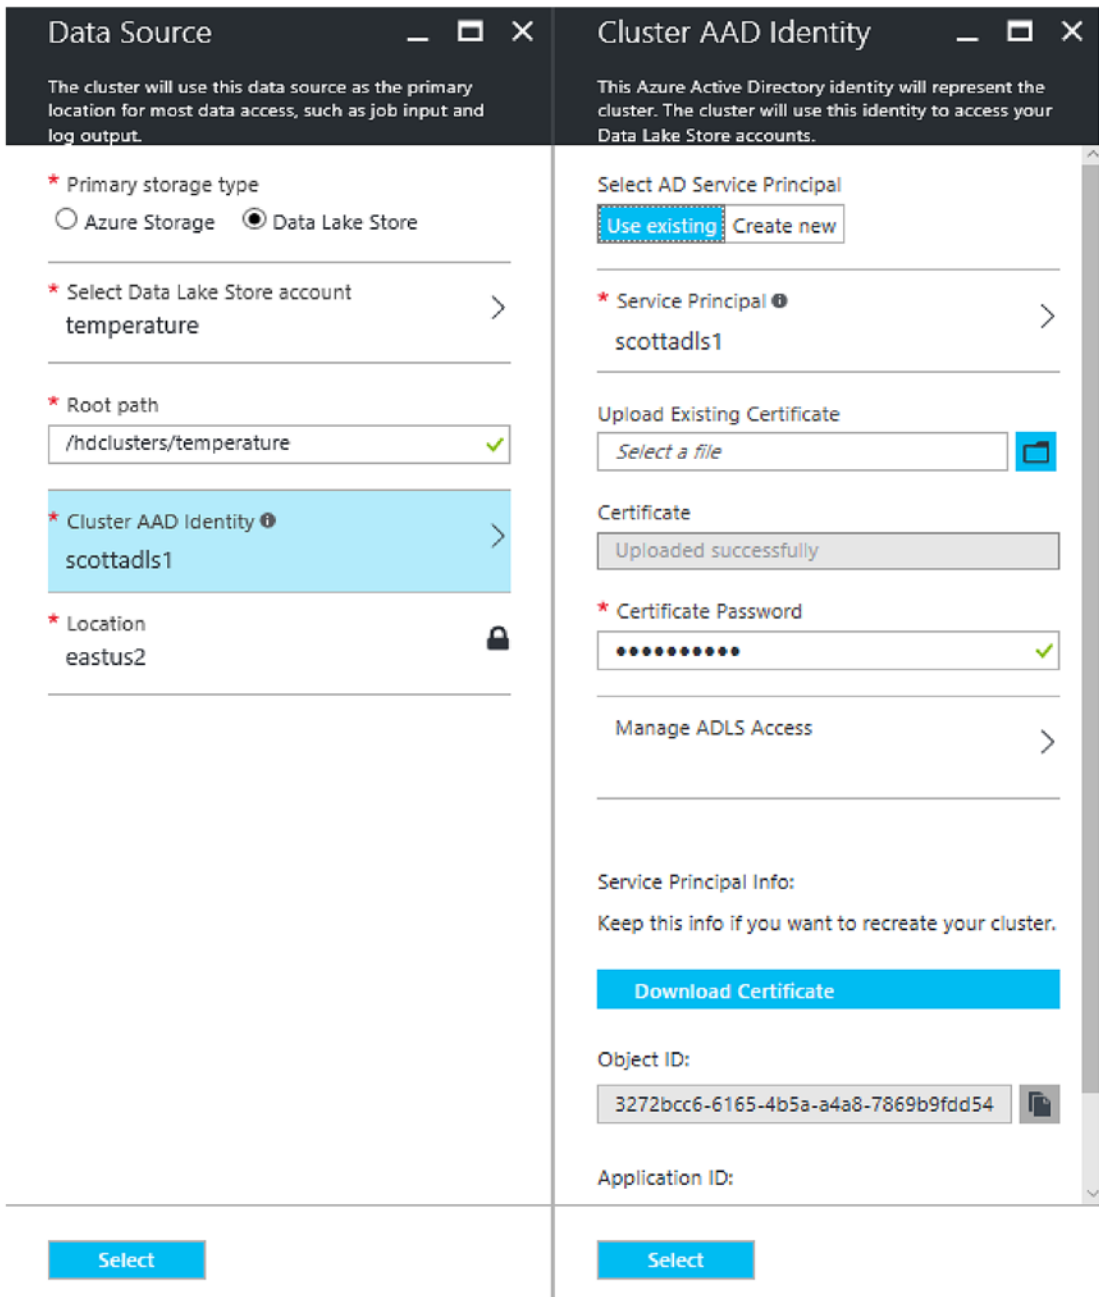 Data Source
The cluster will use this data source as the primary
location for most data access, such as job input and
log output.
* Primary storage type
Azure Storage Data Lake Store
* Select Data Lake Store account
temperature
* Root path
/hdclusters/temperature
* Cluster AAD Identity
scottadls1
* Location
eastus2
Select
Cluster AAD Identity
This Azure Active Directory identity will represent the
cluster. The cluster will use this identity to access your
Data Lake Store accounts.
Select AD Service Principal
Use existing Create new
* Service Principal
scottadls1
Upload Existing Certificate
Select a file
Certificate
Uploaded successfully
* Certificate Password
••••••••••
Manage ADLS Access
Service Principal Info:
Keep this info if you want to recreate your cluster.
Download Certificate
Object ID:
3272bcc6-6165-4b5a-a4a8-7869b9fdd54
Application ID:
Select